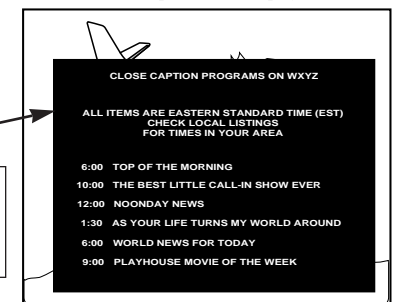 CLOSE CAPTION PROGRAMS ON WXYZ
ALL ITEMS ARE EASTERN STANDARD TIME (EST)
CHECK LOCAL LISTINGS
FOR TIMES IN YOUR AREA
6:00 TOP OF THE MORNING
10:00 THE BEST LITTLE CALL-IN SHOW EVER
12:00 NOONDAY NEWS
1:30 AS YOUR LIFE TURNS MY WORLD AROUND
6:00 WORLD NEWS FOR TODAY
9:00 PLAYHOUSE MOVIE OF THE WEEK